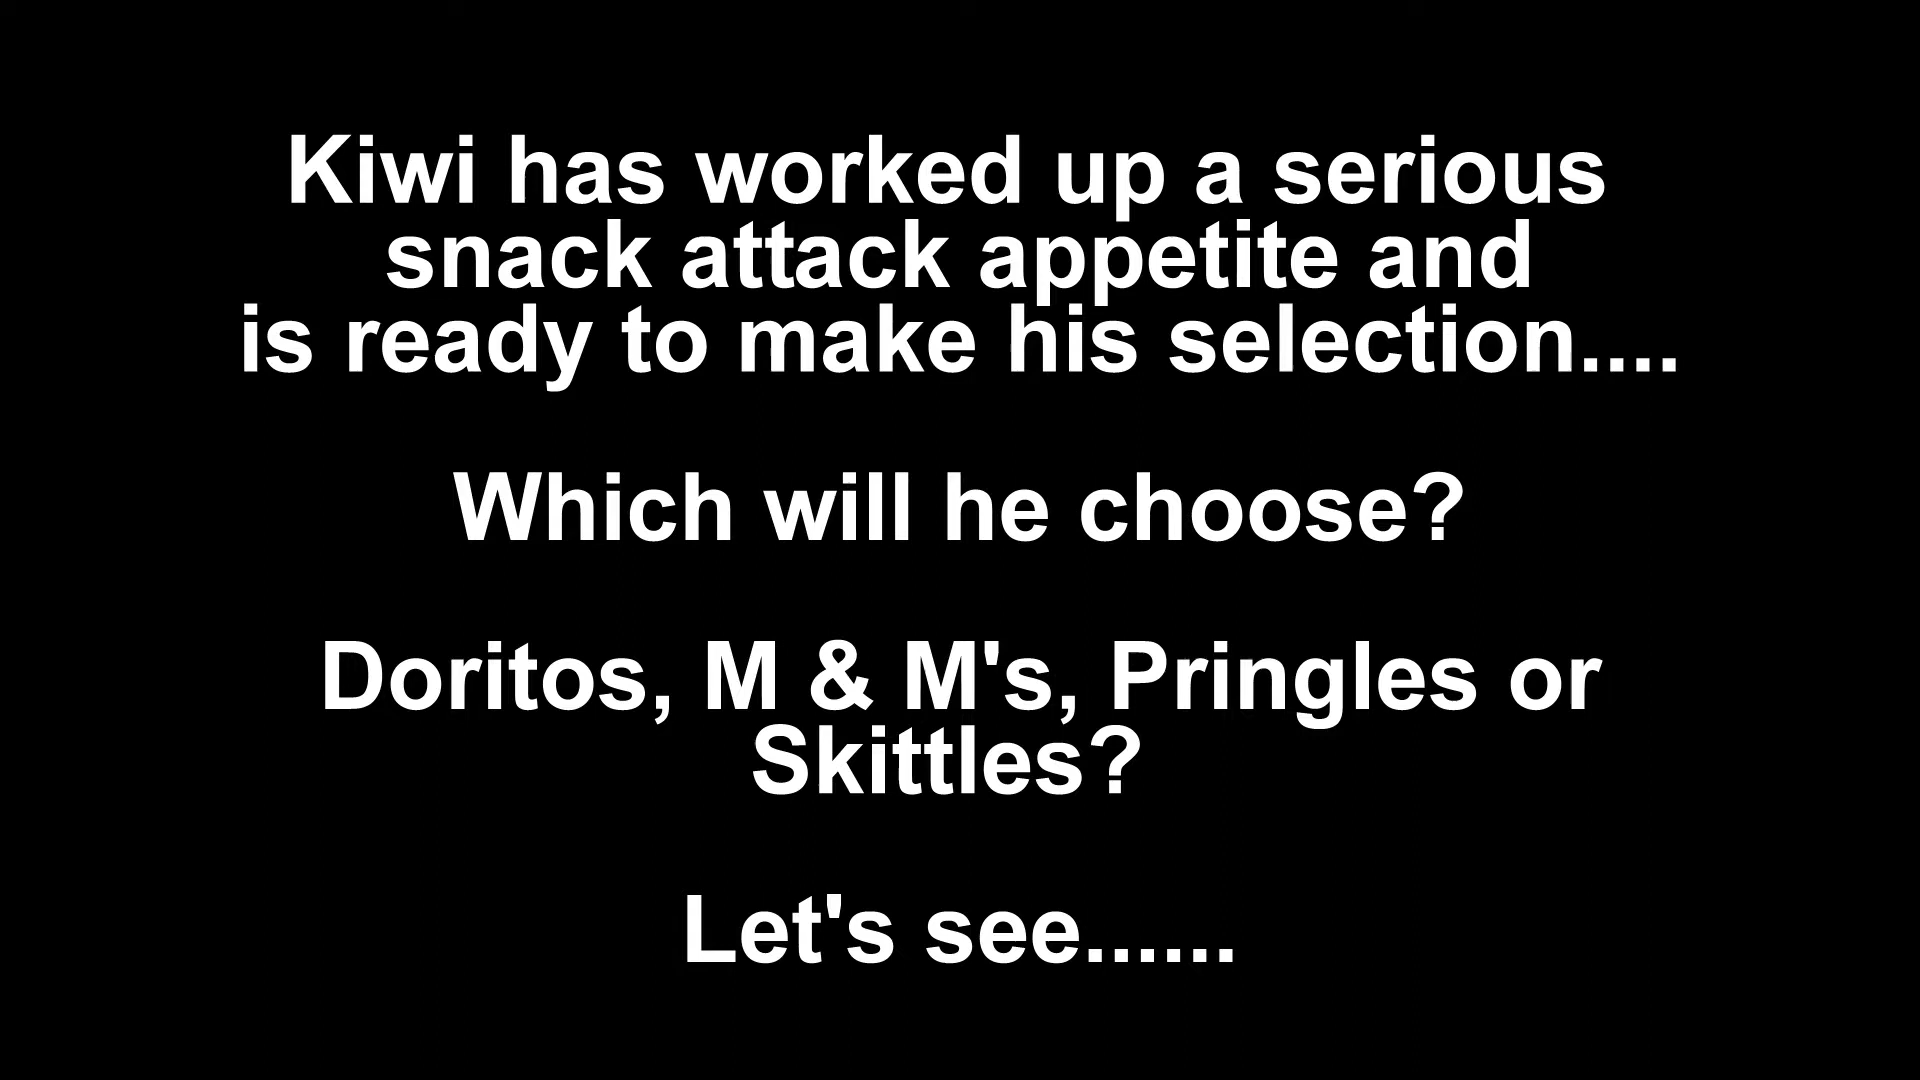 Kiwi has worked up a serious
snack attack appetite and
is ready to make his selection....
Which will he choose?
Doritos, M & M's, Pringles or
Skittles?
Let's see......